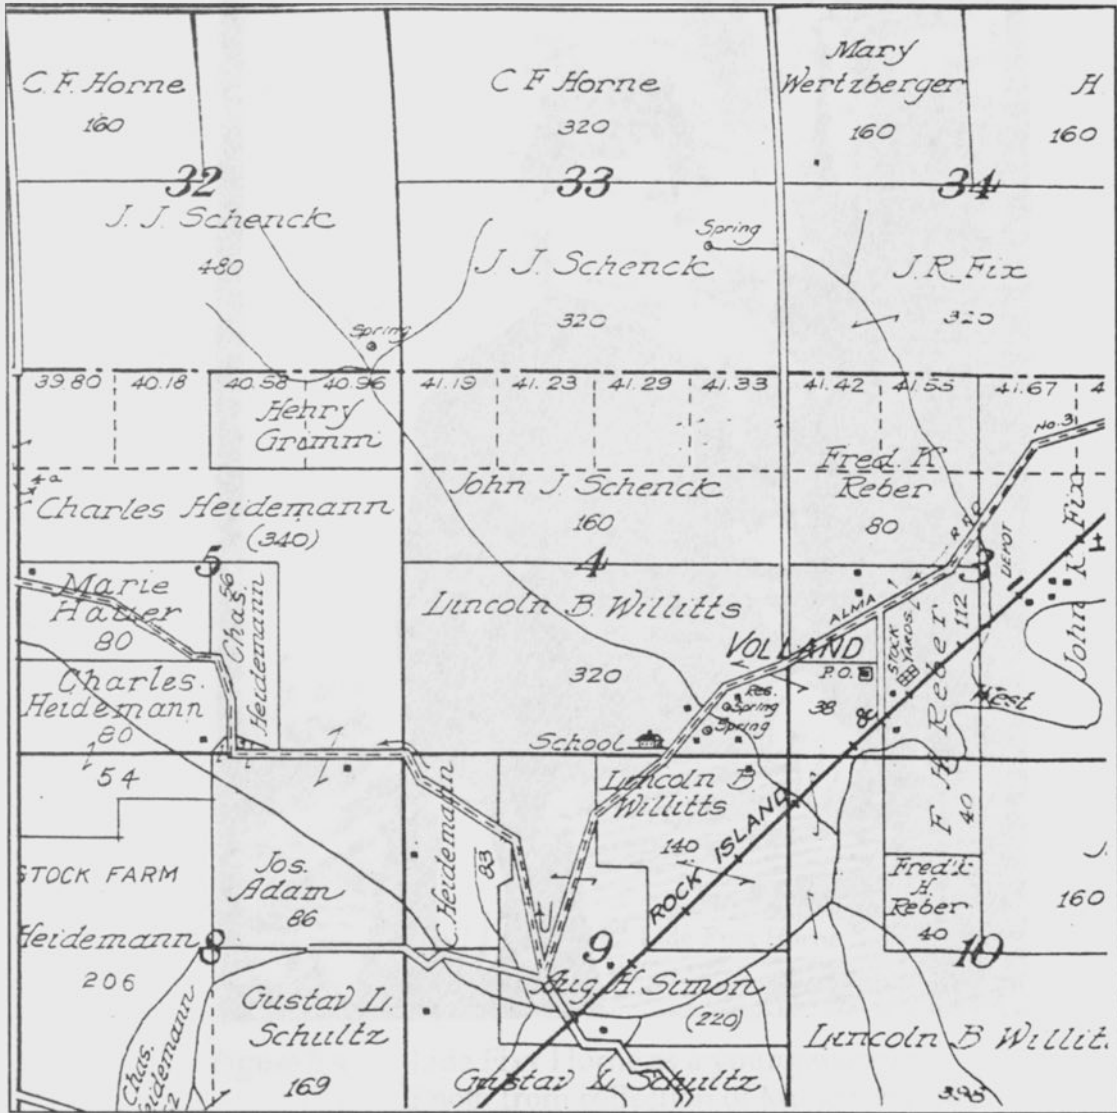 C. F. Horne
160
C F Horne
320
Mary
Wertzberger
160
H
160
32
33
34
J. J. Schenck
480
J J. Schenck
320
Spring
J. R. Fix
320
Spring
39.80 40.18 40.58 40.96 41.19 41.23 41.29 41.33 41.42 41.55 41.67 4
Henry
Grimm
No. 3
Fred. K
Reber
80
Charles Heidemann
(340)
John J Schenck
160
5
4
3
R R C
DEPOT
John R Fix
Marie
Hauer
80
56
Chas.
Heidemann
Lincoln B. Willitts
320
ALMA
VOLLAND
P.O.
38
STOCK
YARDS
F H Reber
112
40
West
Charles.
Heidemann
80
Res.
Spring
Spring
School
&
54
STOCK FARM
Heidemann
206
Jos.
Adam
86
C. Heidemann
83
Lincoln B
Willitts
140
ROCK ISLAND
Fred'k
H.
Reber
40
J.
160
8
9
10
Gustav L.
Schultz
169
Aug. H. Simon
(220)
Lincoln B Willit
395
Chas.
Heidemann
Gustav L Schultz